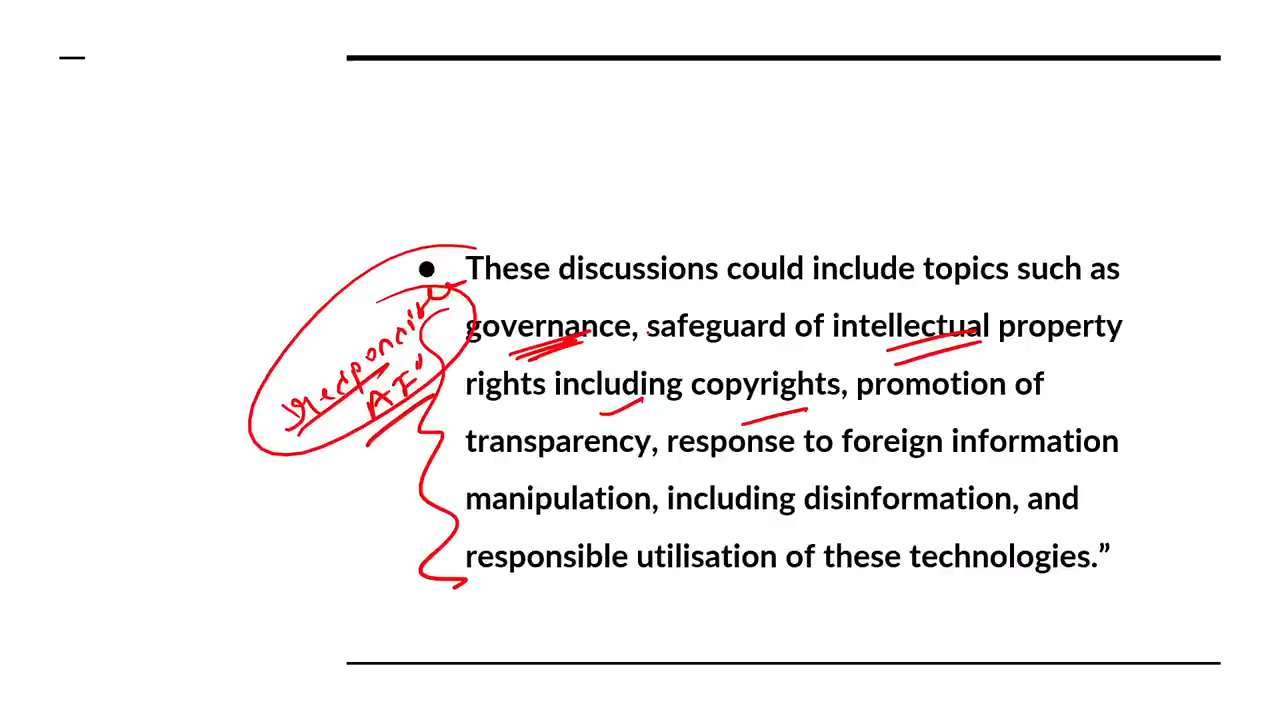 • These discussions could include topics such as
governance, safeguard of intellectual property
rights including copyrights, promotion of
transparency, response to foreign information
manipulation, including disinformation, and
responsible utilisation of these technologies.”
AI"